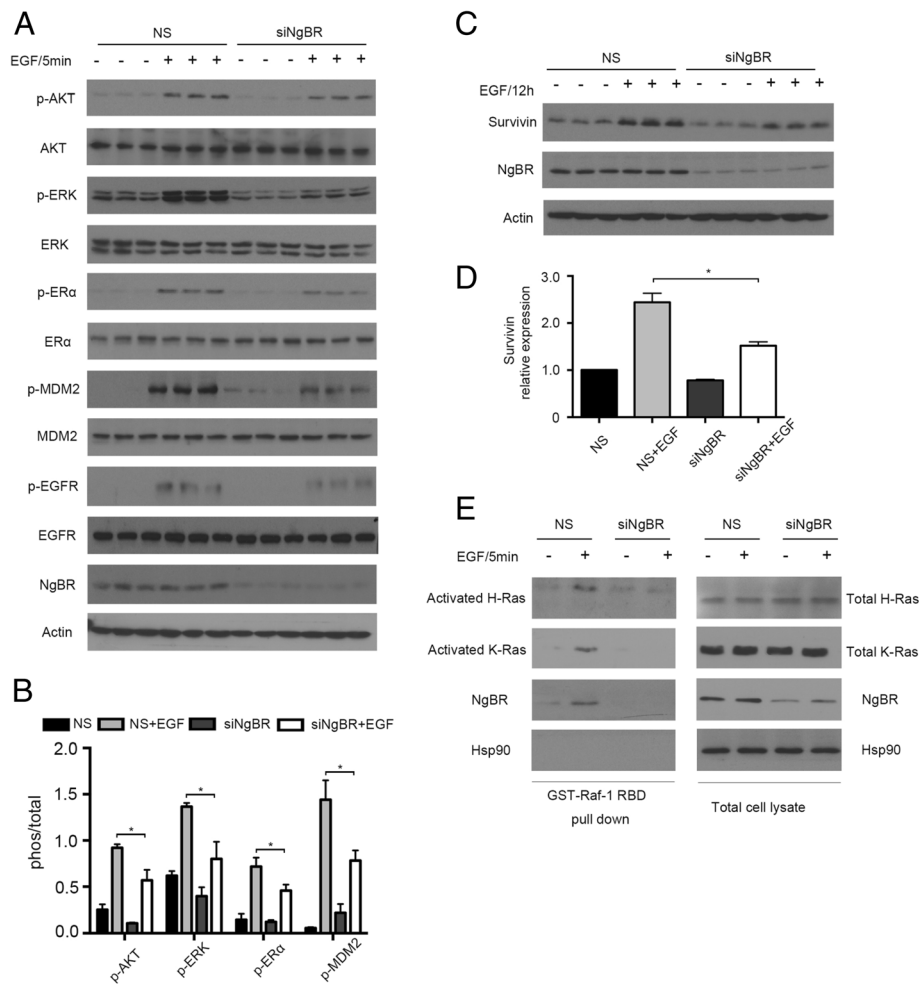 A
NS siNgBR
EGF/5min - - - + + + - - - + + +
p-AKT
AKT
p-ERK
ERK
p-ERα
ERα
p-MDM2
MDM2
p-EGFR
EGFR
NgBR
Actin
B
NS NS+EGF siNgBR siNgBR+EGF
phos/total
2.0
1.5
1.0
0.5
0.0
* * * *
p-AKT p-ERK p-ERα p-MDM2
C
NS siNgBR
EGF/12h - - - + + + - - - + + +
Survivin
NgBR
Actin
D
Survivin
relative expression
3.0
2.0
1.0
0
*
NS NS+EGF siNgBR siNgBR+EGF
E
NS siNgBR NS siNgBR
EGF/5min - + - + - + - +
Activated H-Ras Total H-Ras
Activated K-Ras Total K-Ras
NgBR NgBR
Hsp90 Hsp90
GST-Raf-1 RBD
pull down
Total cell lysate